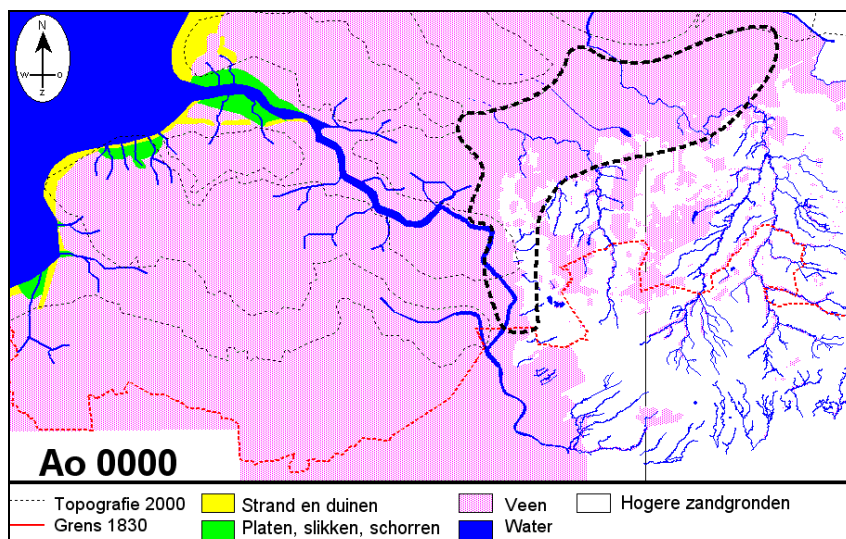 N
W O
Z
Ao 0000
Topografie 2000 Strand en duinen Veen Hogere zandgronden
Grens 1830 Platen, slikken, schorren Water